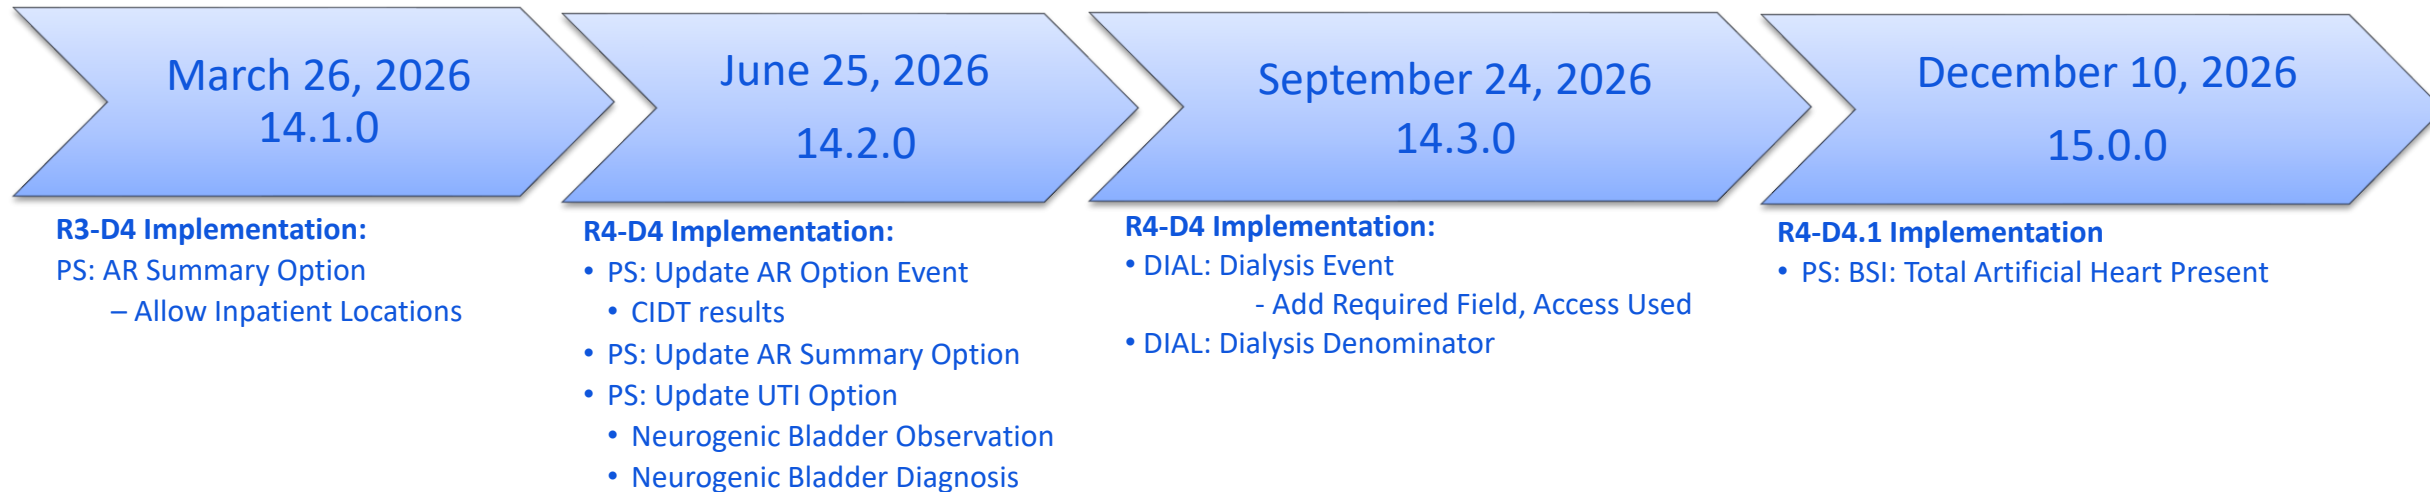 March 26, 2026
14.1.0
R3-D4 Implementation:
PS: AR Summary Option
– Allow Inpatient Locations
June 25, 2026
14.2.0
R4-D4 Implementation:
• PS: Update AR Option Event
• CIDT results
• PS: Update AR Summary Option
• PS: Update UTI Option
• Neurogenic Bladder Observation
• Neurogenic Bladder Diagnosis
September 24, 2026
14.3.0
R4-D4 Implementation:
• DIAL: Dialysis Event
- Add Required Field, Access Used
• DIAL: Dialysis Denominator
December 10, 2026
15.0.0
R4-D4.1 Implementation
• PS: BSI: Total Artificial Heart Present